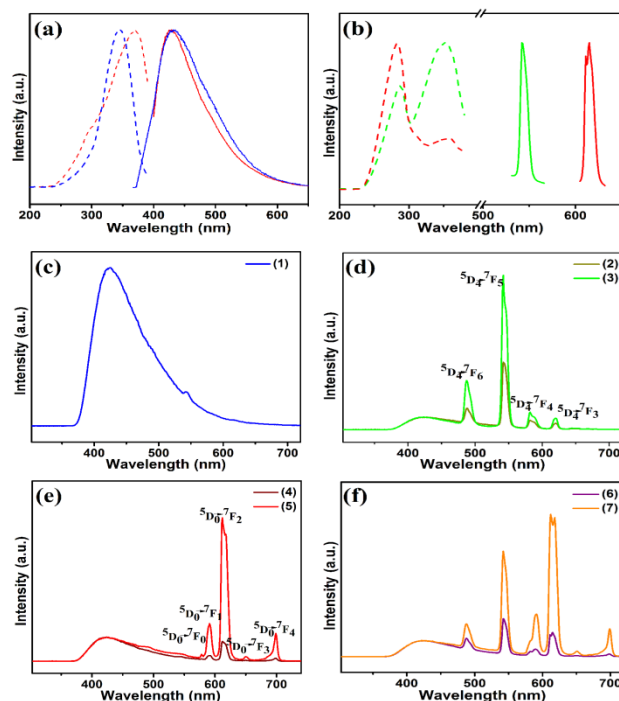 (a)
Intensity (a.u.)
200 300 400 500 600
Wavelength (nm)
(b)
Intensity (a.u.)
200 300 500 600
Wavelength (nm)
(c)
(1)
Intensity (a.u.)
400 500 600 700
Wavelength (nm)
(d)
(2)
(3)
⁵D₄-⁷F₅
⁵D₄-⁷F₆
⁵D₄-⁷F₄
⁵D₄-⁷F₃
Intensity (a.u.)
300 400 500 600 700
Wavelength (nm)
(e)
(4)
(5)
⁵D₀-⁷F₂
⁵D₀-⁷F₁
⁵D₀-⁷F₀
⁵D₀-⁷F₃
⁵D₀-⁷F₄
Intensity (a.u.)
300 400 500 600 700
Wavelength (nm)
(f)
(6)
(7)
Intensity (a.u.)
300 400 500 600 700
Wavelength (nm)